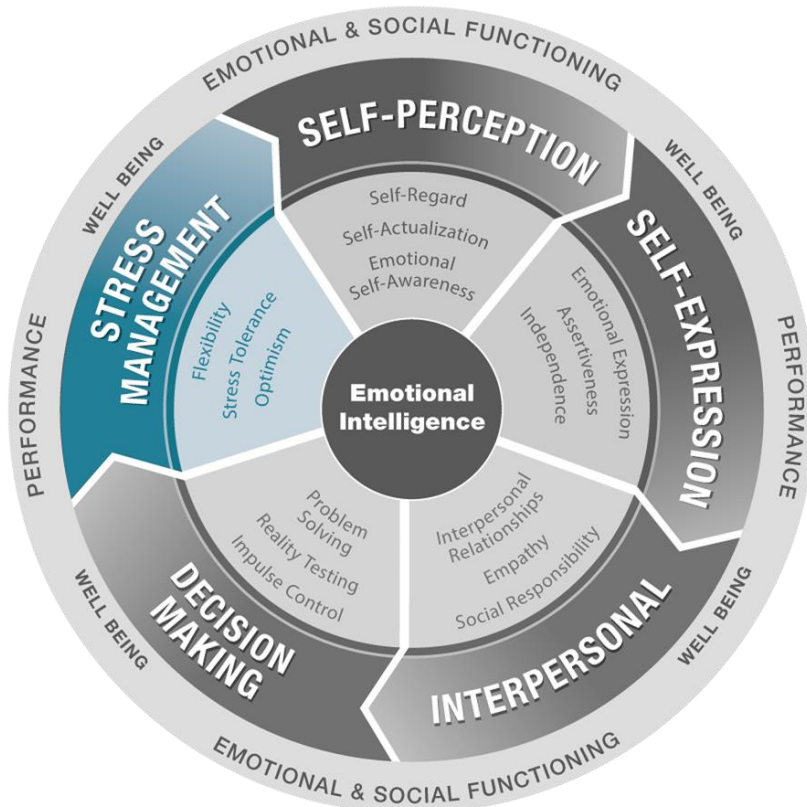 EMOTIONAL & SOCIAL FUNCTIONING
WELL BEING
WELL BEING
PERFORMANCE
PERFORMANCE
WELL BEING
WELL BEING
EMOTIONAL & SOCIAL FUNCTIONING
SELF-PERCEPTION
Self-Regard
Self-Actualization
Emotional
Self-Awareness
SELF-EXPRESSION
Emotional Expression
Assertiveness
Independence
INTERPERSONAL
Interpersonal
Relationships
Empathy
Social Responsibility
DECISION
MAKING
Problem
Solving
Reality Testing
Impulse Control
STRESS
MANAGEMENT
Flexibility
Stress Tolerance
Optimism
Emotional
Intelligence